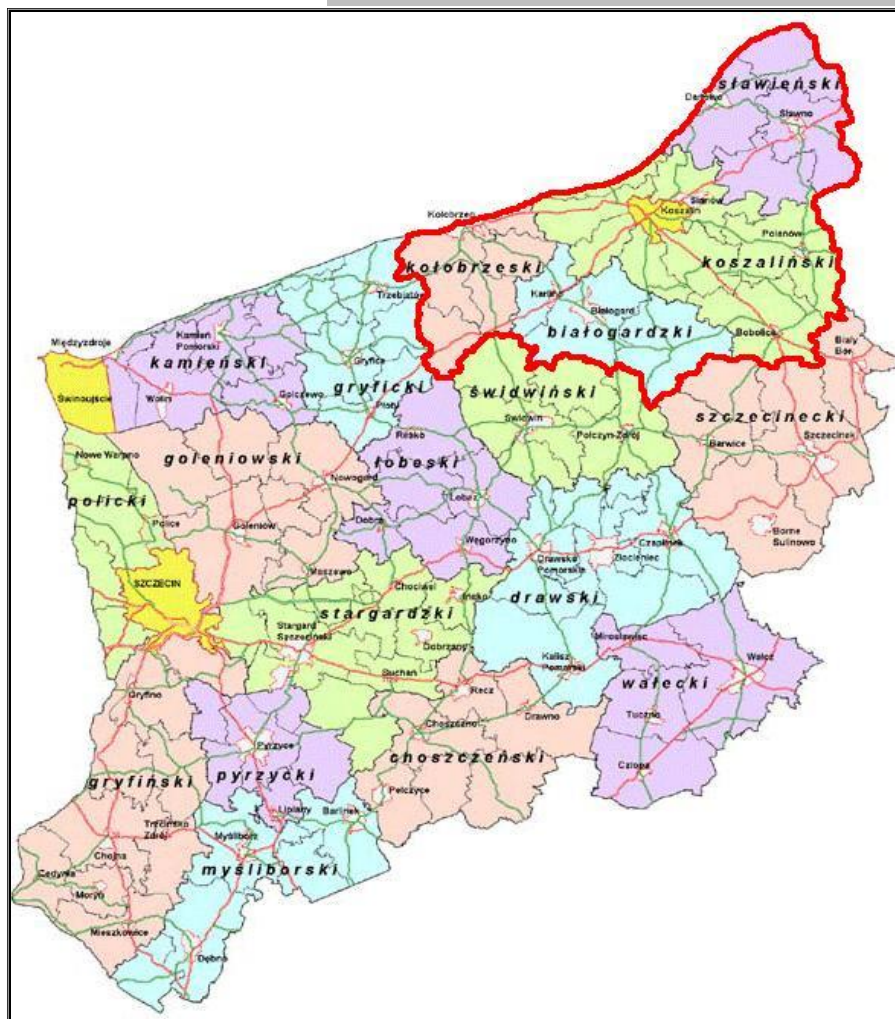 sławieński
Darłowo
Sławno
Sianów
Koszalin
Kołobrzeg
Polanów
koszaliński
kołobrzeski
Karlino
Białogard
białogardzki
Bobolice
Trzebiatów
Biały
Bór
Międzyzdroje
Kamień
Pomorski
kamieński
Gryfice
gryficki
Świnoujście
Wolin
Golczewo
Płoty
świdwiński
Świdwin
Połczyn-Zdrój
szczecinecki
Barwice
Szczecinek
Resko
łobeski
Nowe Warpno
goleniowski
Nowogard
policki
Łobez
Police
Goleniów
Dobra
Węgorzyno
Drawsko
Pomorskie
Złocieniec
Czaplinek
Borne
Sulinowo
SZCZECIN
Maszewo
Chociwel
Ińsko
drawski
stargardzki
Stargard
Szczeciński
Dobrzany
Mirosławiec
Kalisz
Pomorski
Wałcz
wałecki
Suchań
Recz
Gryfino
Drawno
Tuczno
Choszczno
Pyrzyce
choszczeński
Człopa
gryfiński
pyrzycki
Pełczyce
Lipiany
Barlinek
Trzcińsko
Zdrój
Myślibórz
Chojna
myśliborski
Cedynia
Moryń
Mieszkowice
Dębno